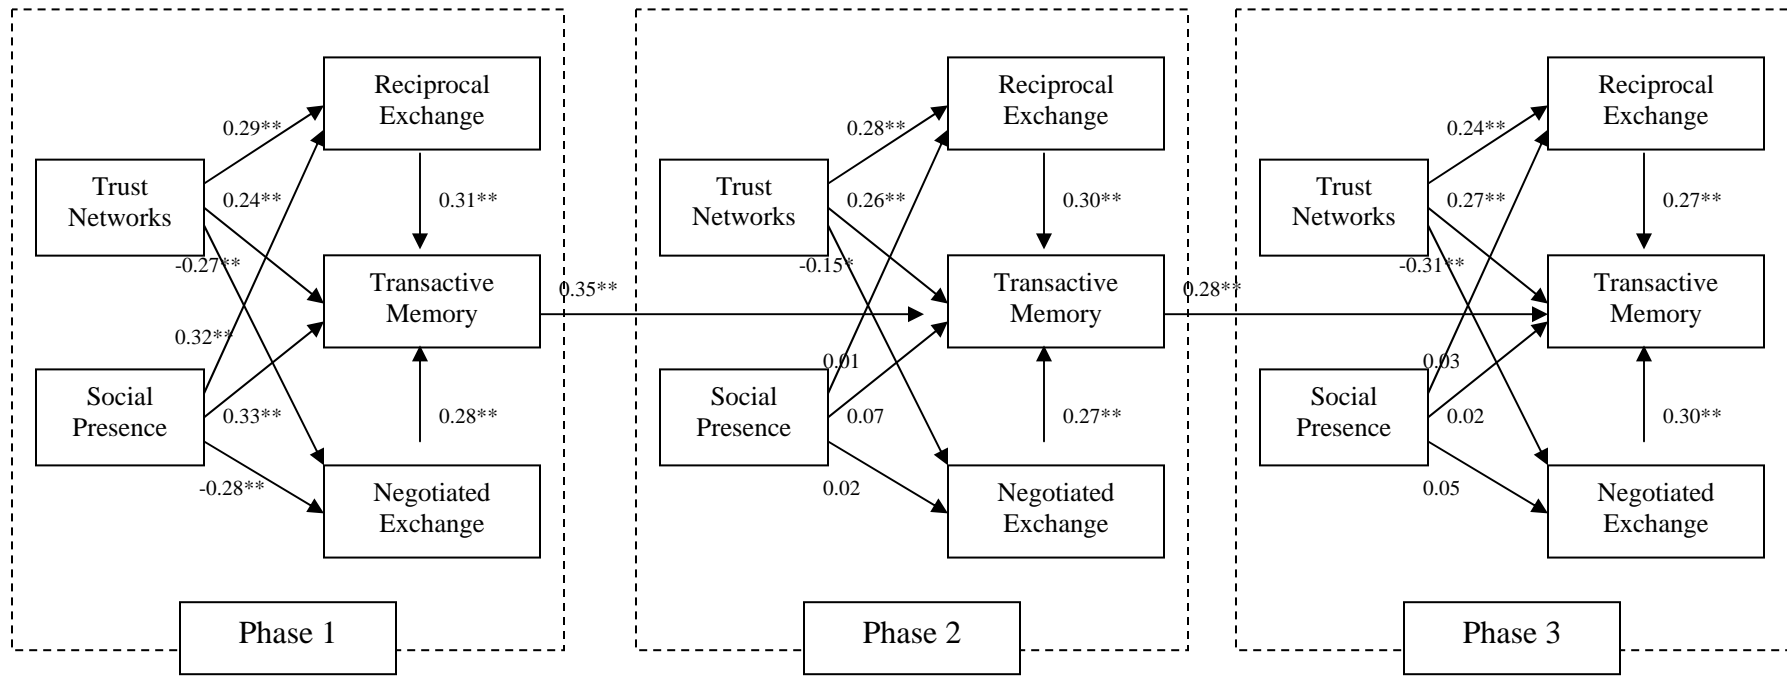 Reciprocal
Exchange
0.29**
Trust
Networks
0.24**
0.31**
-0.27**
Transactive
Memory
0.32**
Social
Presence
0.33**
0.28**
-0.28**
Negotiated
Exchange
Phase 1
0.35**
Reciprocal
Exchange
0.28**
Trust
Networks
0.26**
0.30**
-0.15*
Transactive
Memory
0.01
Social
Presence
0.07
0.27**
0.02
Negotiated
Exchange
Phase 2
0.28**
Reciprocal
Exchange
0.24**
Trust
Networks
0.27**
0.27**
-0.31**
Transactive
Memory
0.03
Social
Presence
0.02
0.30**
0.05
Negotiated
Exchange
Phase 3